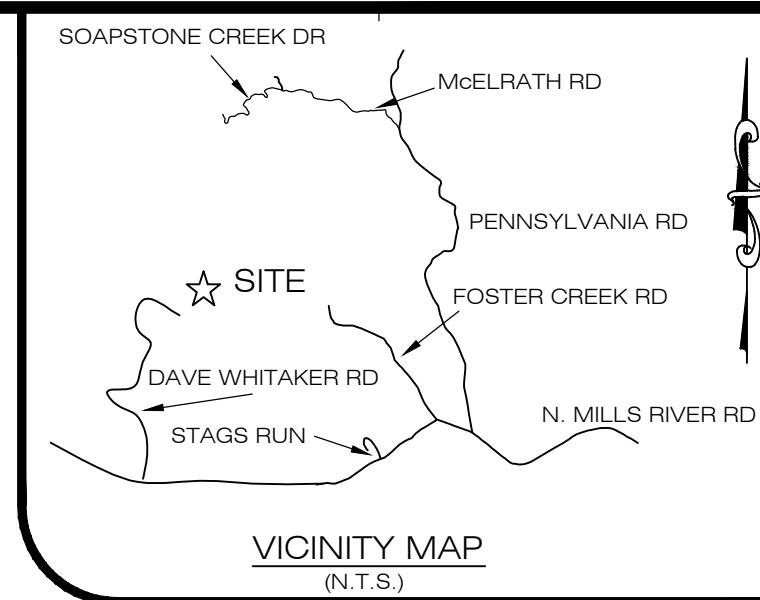 SOAPSTONE CREEK DR
McELRATH RD
PENNSYLVANIA RD
SITE
FOSTER CREEK RD
DAVE WHITAKER RD
N. MILLS RIVER RD
STAGS RUN
VICINITY MAP
(N.T.S.)